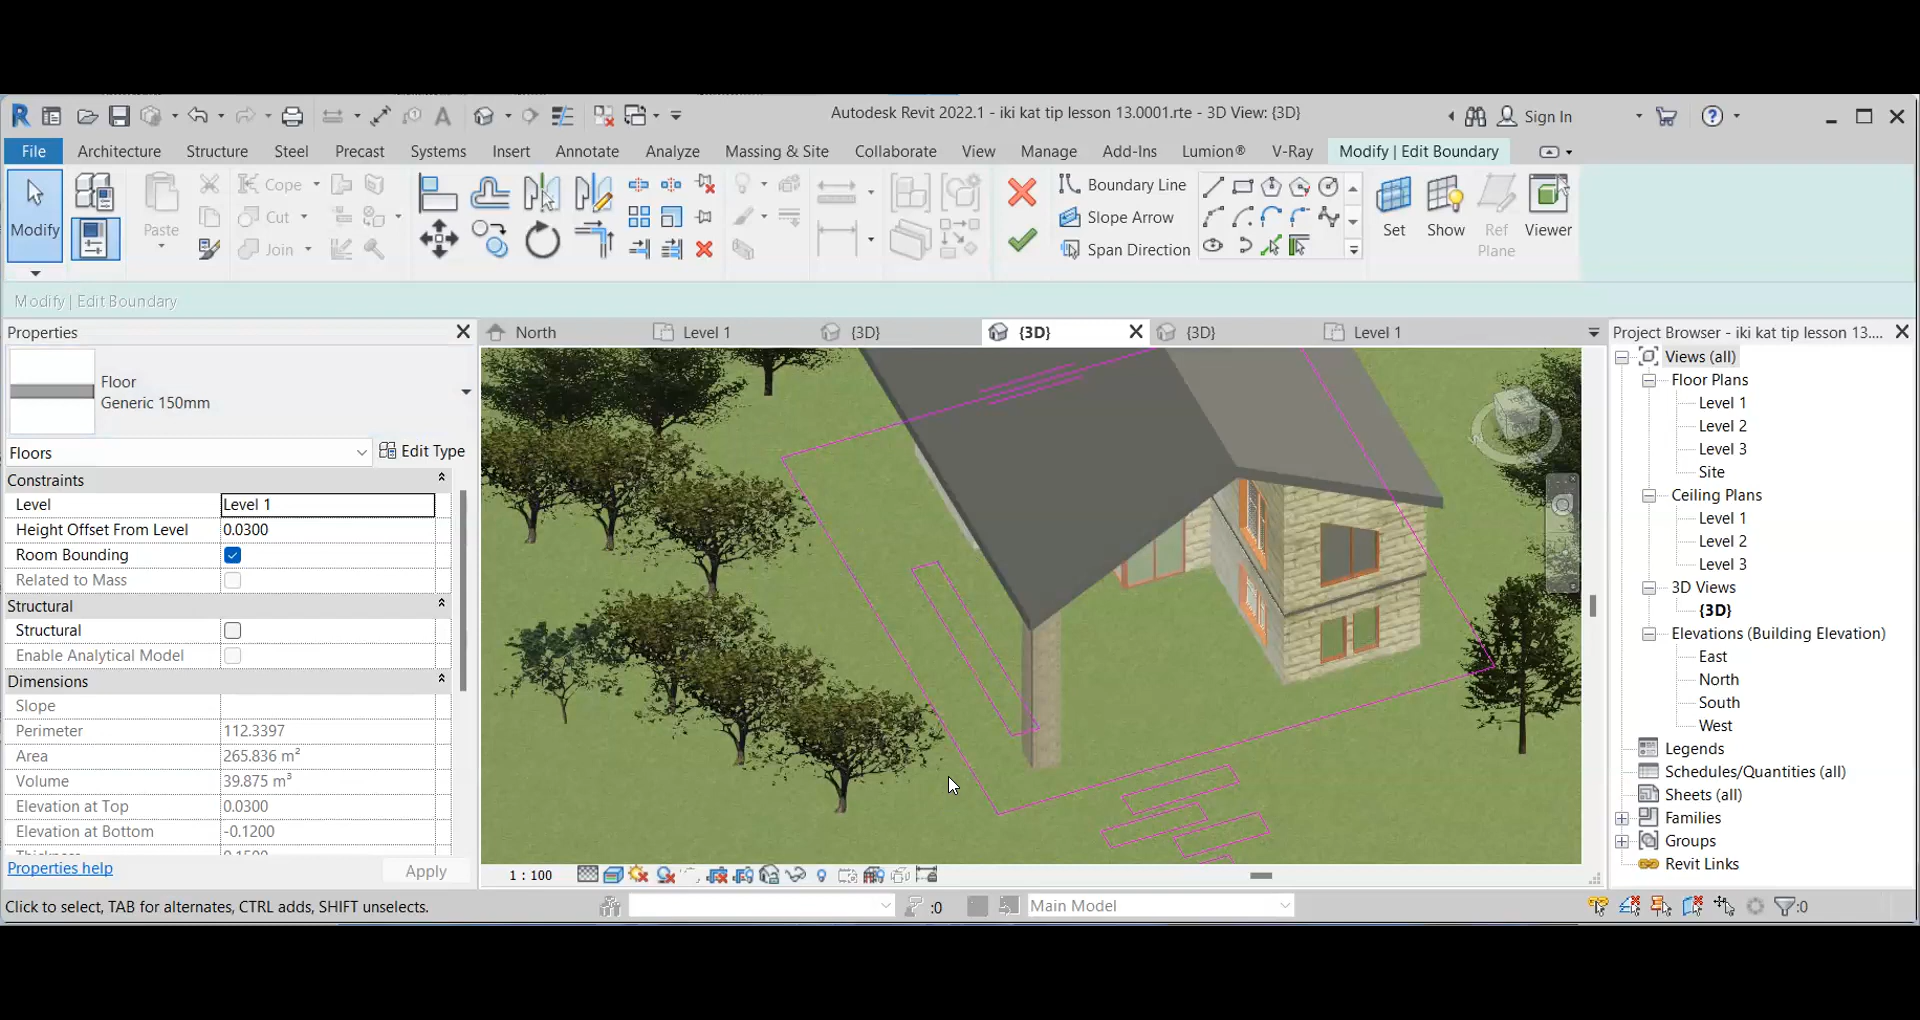 Autodesk Revit 2022.1 - iki kat tip lesson 13.0001.rte - 3D View: {3D}
Sign In
File Architecture Structure Steel Precast Systems Insert Annotate Analyze Massing & Site Collaborate View Manage Add-Ins Lumion® V-Ray Modify | Edit Boundary
Modify
Paste
Cope
Cut
Join
Boundary Line
Slope Arrow
Span Direction
Set
Show
Ref
Plane
Viewer
Modify | Edit Boundary
Properties
North
Level 1
{3D}
{3D}
{3D}
Level 1
Project Browser - iki kat tip lesson 13....
Floor
Generic 150mm
Floors
Edit Type
Constraints
Level Level 1
Height Offset From Level 0.0300
Room Bounding
Related to Mass
Structural
Structural
Enable Analytical Model
Dimensions
Slope
Perimeter 112.3397
Area 265.836 m²
Volume 39.875 m³
Elevation at Top 0.0300
Elevation at Bottom -0.1200
Properties help
Apply
Views (all)
Floor Plans
Level 1
Level 2
Level 3
Site
Ceiling Plans
Level 1
Level 2
Level 3
3D Views
{3D}
Elevations (Building Elevation)
East
North
South
West
Legends
Schedules/Quantities (all)
Sheets (all)
Families
Groups
Revit Links
1 : 100
Click to select, TAB for alternates, CTRL adds, SHIFT unselects.
:0
Main Model
:0